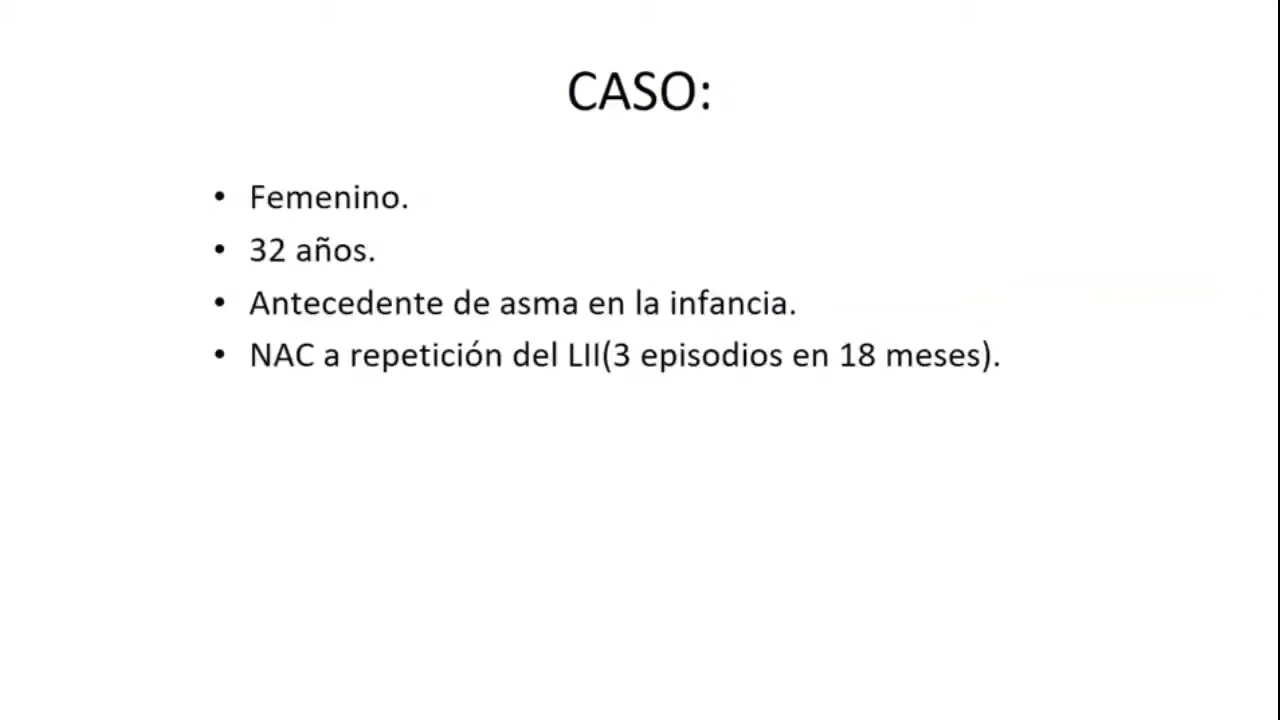 CASO:
• Femenino.
• 32 años.
• Antecedente de asma en la infancia.
• NAC a repetición del LII(3 episodios en 18 meses).